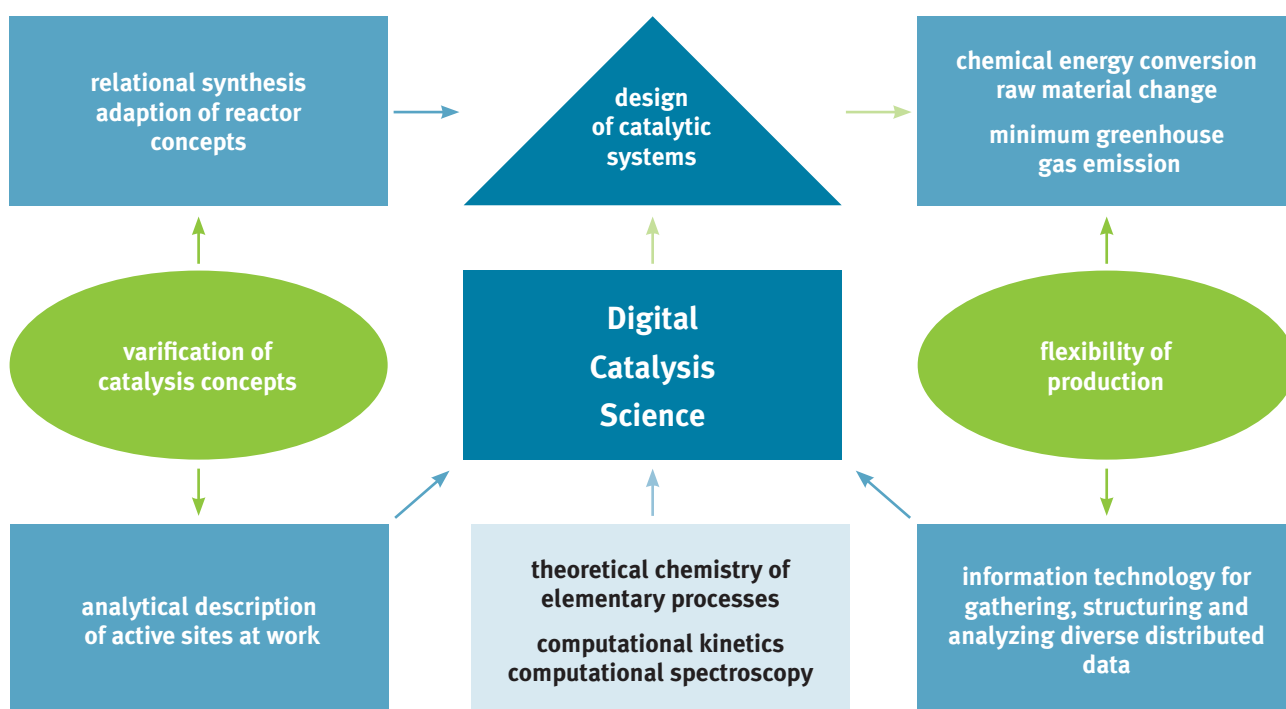 relational synthesis
adaption of reactor
concepts
design
of catalytic
systems
chemical energy conversion
raw material change
minimum greenhouse
gas emission
varification of
catalysis concepts
Digital
Catalysis
Science
flexibility of
production
analytical description
of active sites at work
theoretical chemistry of
elementary processes
computational kinetics
computational spectroscopy
information technology for
gathering, structuring and
analyzing diverse distributed
data